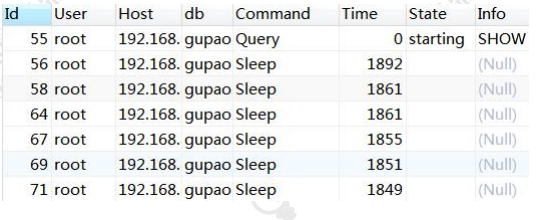 Id User Host db Command Time State Info
55 root 192.168. gupao Query 0 starting SHOW
56 root 192.168. gupao Sleep 1892 (Null)
58 root 192.168. gupao Sleep 1861 (Null)
64 root 192.168. gupao Sleep 1861 (Null)
67 root 192.168. gupao Sleep 1855 (Null)
69 root 192.168. gupao Sleep 1851 (Null)
71 root 192.168. gupao Sleep 1849 (Null)